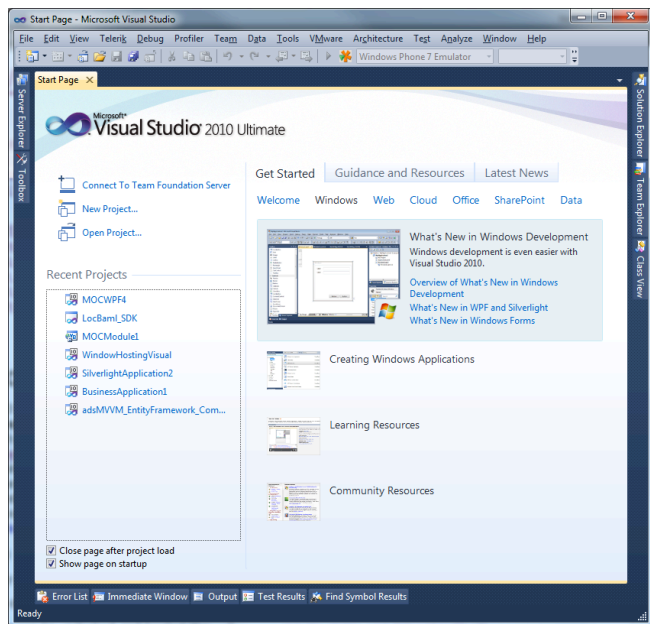 Start Page - Microsoft Visual Studio
File Edit View Telerik Debug Profiler Team Data Tools VMware Architecture Test Analyze Window Help
Windows Phone 7 Emulator
Start Page
Server Explorer
Toolbox
Solution Explorer
Team Explorer
Class View
Microsoft®
Visual Studio® 2010 Ultimate
Connect To Team Foundation Server
New Project...
Open Project...
Recent Projects
MOCWPF4
LocBaml_SDK
MOCModule1
WindowHostingVisual
SilverlightApplication2
BusinessApplication1
adsMVVM_EntityFramework_Com...
Close page after project load
Show page on startup
Get Started Guidance and Resources Latest News
Welcome Windows Web Cloud Office SharePoint Data
What's New in Windows Development
Windows development is even easier with
Visual Studio 2010.
Overview of What's New in Windows
Development
What's New in WPF and Silverlight
What's New in Windows Forms
Creating Windows Applications
Learning Resources
Community Resources
Error List Immediate Window Output Test Results Find Symbol Results
Ready